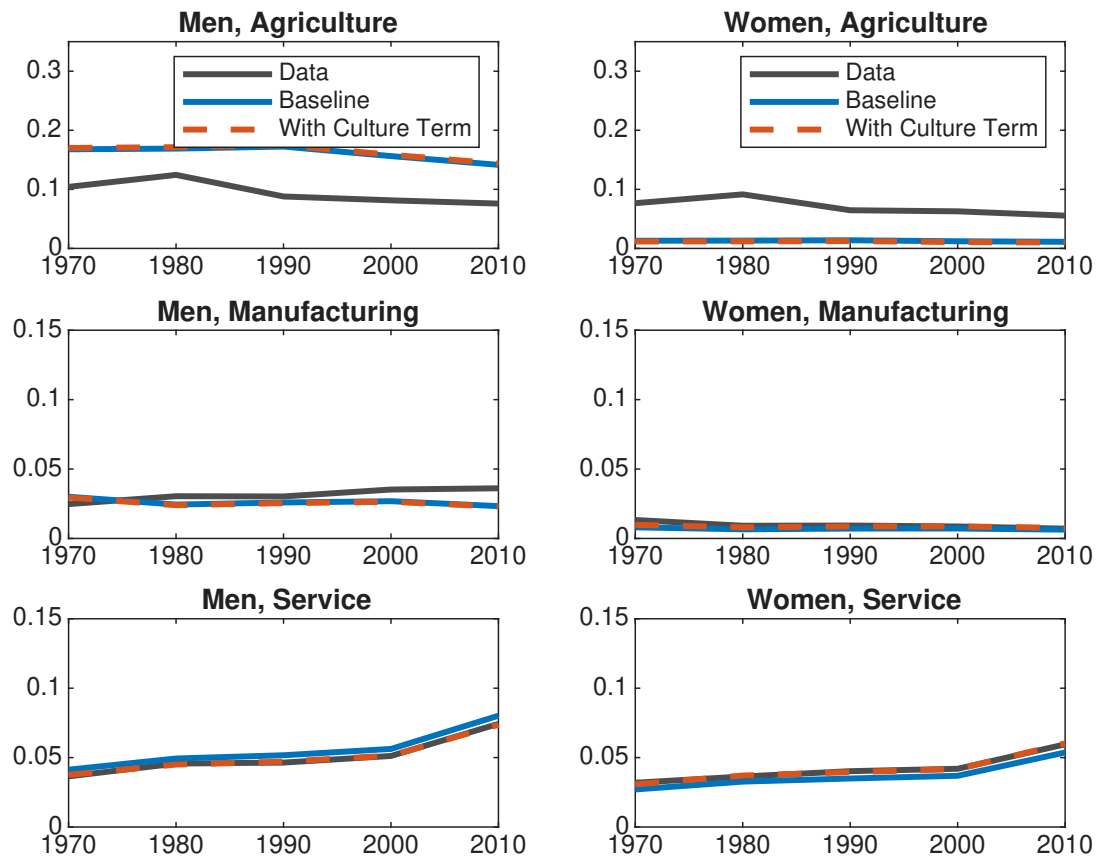 Men, Agriculture
0.3
0.2
0.1
0
Data
Baseline
With Culture Term
1970 1980 1990 2000 2010
Women, Agriculture
0.3
0.2
0.1
0
Data
Baseline
With Culture Term
1970 1980 1990 2000 2010
Men, Manufacturing
0.15
0.1
0.05
0
1970 1980 1990 2000 2010
Women, Manufacturing
0.15
0.1
0.05
0
1970 1980 1990 2000 2010
Men, Service
0.15
0.1
0.05
0
1970 1980 1990 2000 2010
Women, Service
0.15
0.1
0.05
0
1970 1980 1990 2000 2010